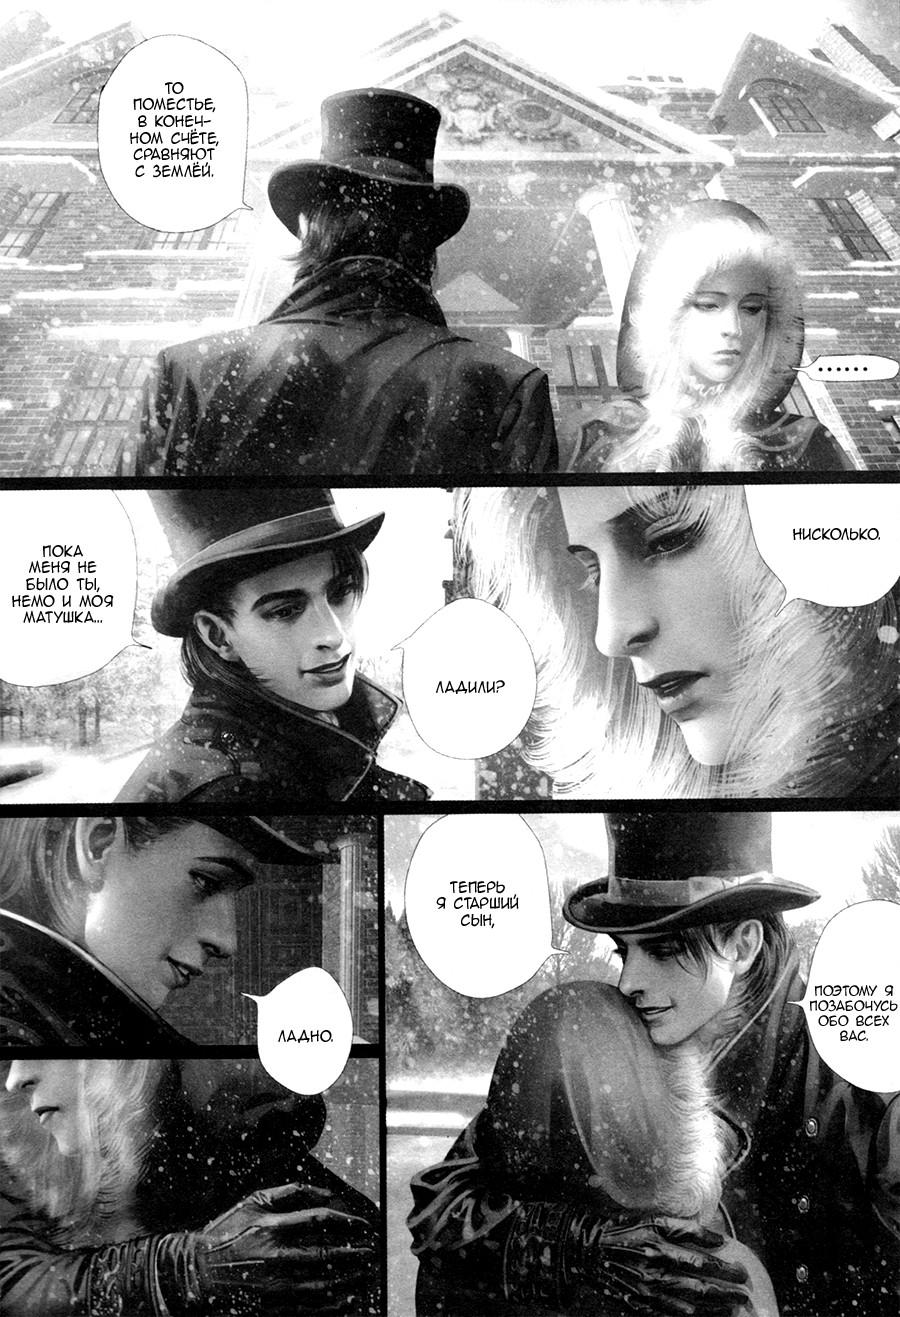 ТО
ПОМЕСТЬЕ,
В КОНЕЧ-
НОМ СЧЁТЕ,
СРАВНЯЮТ
С ЗЕМЛЁЙ.
......
ПОКА
МЕНЯ НЕ
БЫЛО ТЫ,
НЕМО И МОЯ
МАТУШКА...
ЛАДИЛИ?
НИСКОЛЬКО.
ЛАДНО.
ТЕПЕРЬ
Я СТАРШИЙ
СЫН,
ПОЭТОМУ Я
ПОЗАБОЧУСЬ
ОБО ВСЕХ
ВАС.